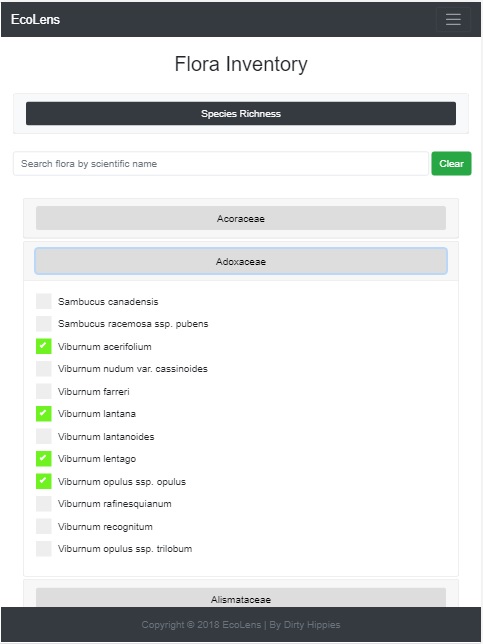 EcoLens
Flora Inventory
Species Richness
Search flora by scientific name
Clear
Acoraceae
Adoxaceae
Sambucus canadensis
Sambucus racemosa ssp. pubens
Viburnum acerifolium
Viburnum nudum var. cassinoides
Viburnum farreri
Viburnum lantana
Viburnum lantanoides
Viburnum lentago
Viburnum opulus ssp. opulus
Viburnum rafinesquianum
Viburnum recognitum
Viburnum opulus ssp. trilobum
Alismataceae
Copyright © 2018 EcoLens | By Dirty Hippies